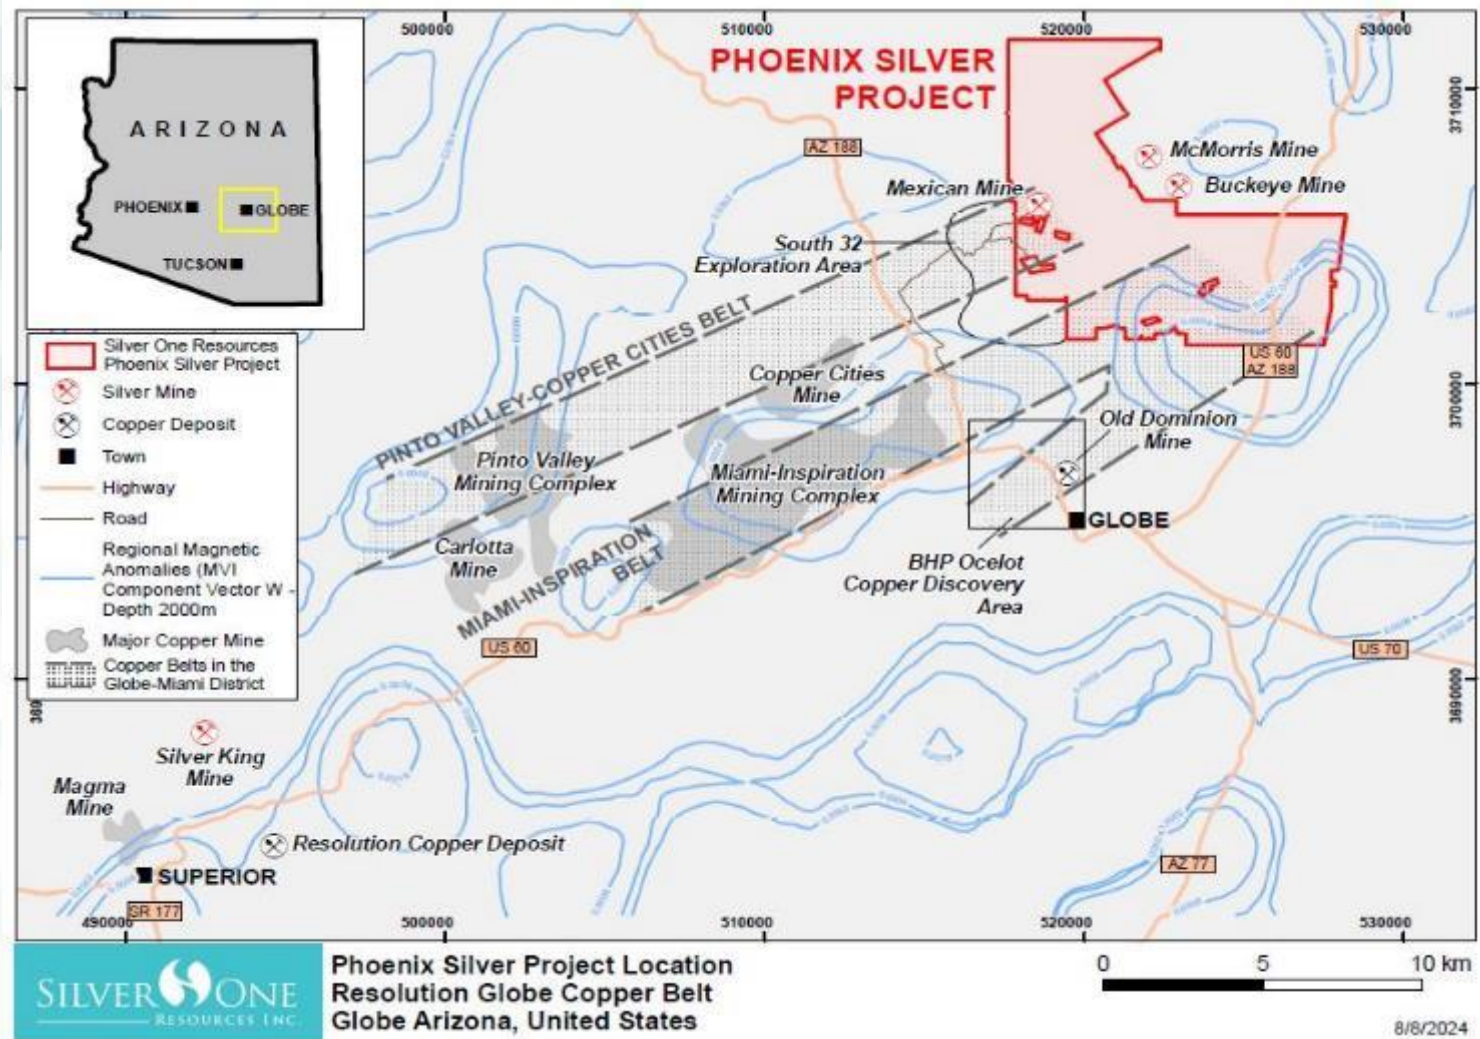 500000
510000
520000
530000
ARIZONA
PHOENIX
GLOBE
TUCSON
PHOENIX SILVER
PROJECT
3710000
AZ 188
McMorris Mine
Buckeye Mine
Mexican Mine
South 32
Exploration Area
PINTO VALLEY-COPPER CITIES BELT
Silver One Resources
Phoenix Silver Project
Silver Mine
Copper Deposit
Town
Highway
Road
Regional Magnetic
Anomalies (MVI
Component Vector W -
Depth 2000m
Major Copper Mine
Copper Belts in the
Globe-Miami District
US 60
AZ 188
3700000
Copper Cities
Mine
Old Dominion
Mine
Pinto Valley
Mining Complex
Miami-Inspiration
Mining Complex
GLOBE
Carlotta
Mine
MIAMI-INSPIRATION
BELT
BHP Ocelot
Copper Discovery
Area
US 60
US 70
3690000
Silver King
Mine
Magma
Mine
Resolution Copper Deposit
SUPERIOR
AZ 77
SR 177
490000
500000
510000
520000
530000
SILVER ONE
RESOURCES INC.
Phoenix Silver Project Location
Resolution Globe Copper Belt
Globe Arizona, United States
0 5 10 km
8/8/2024